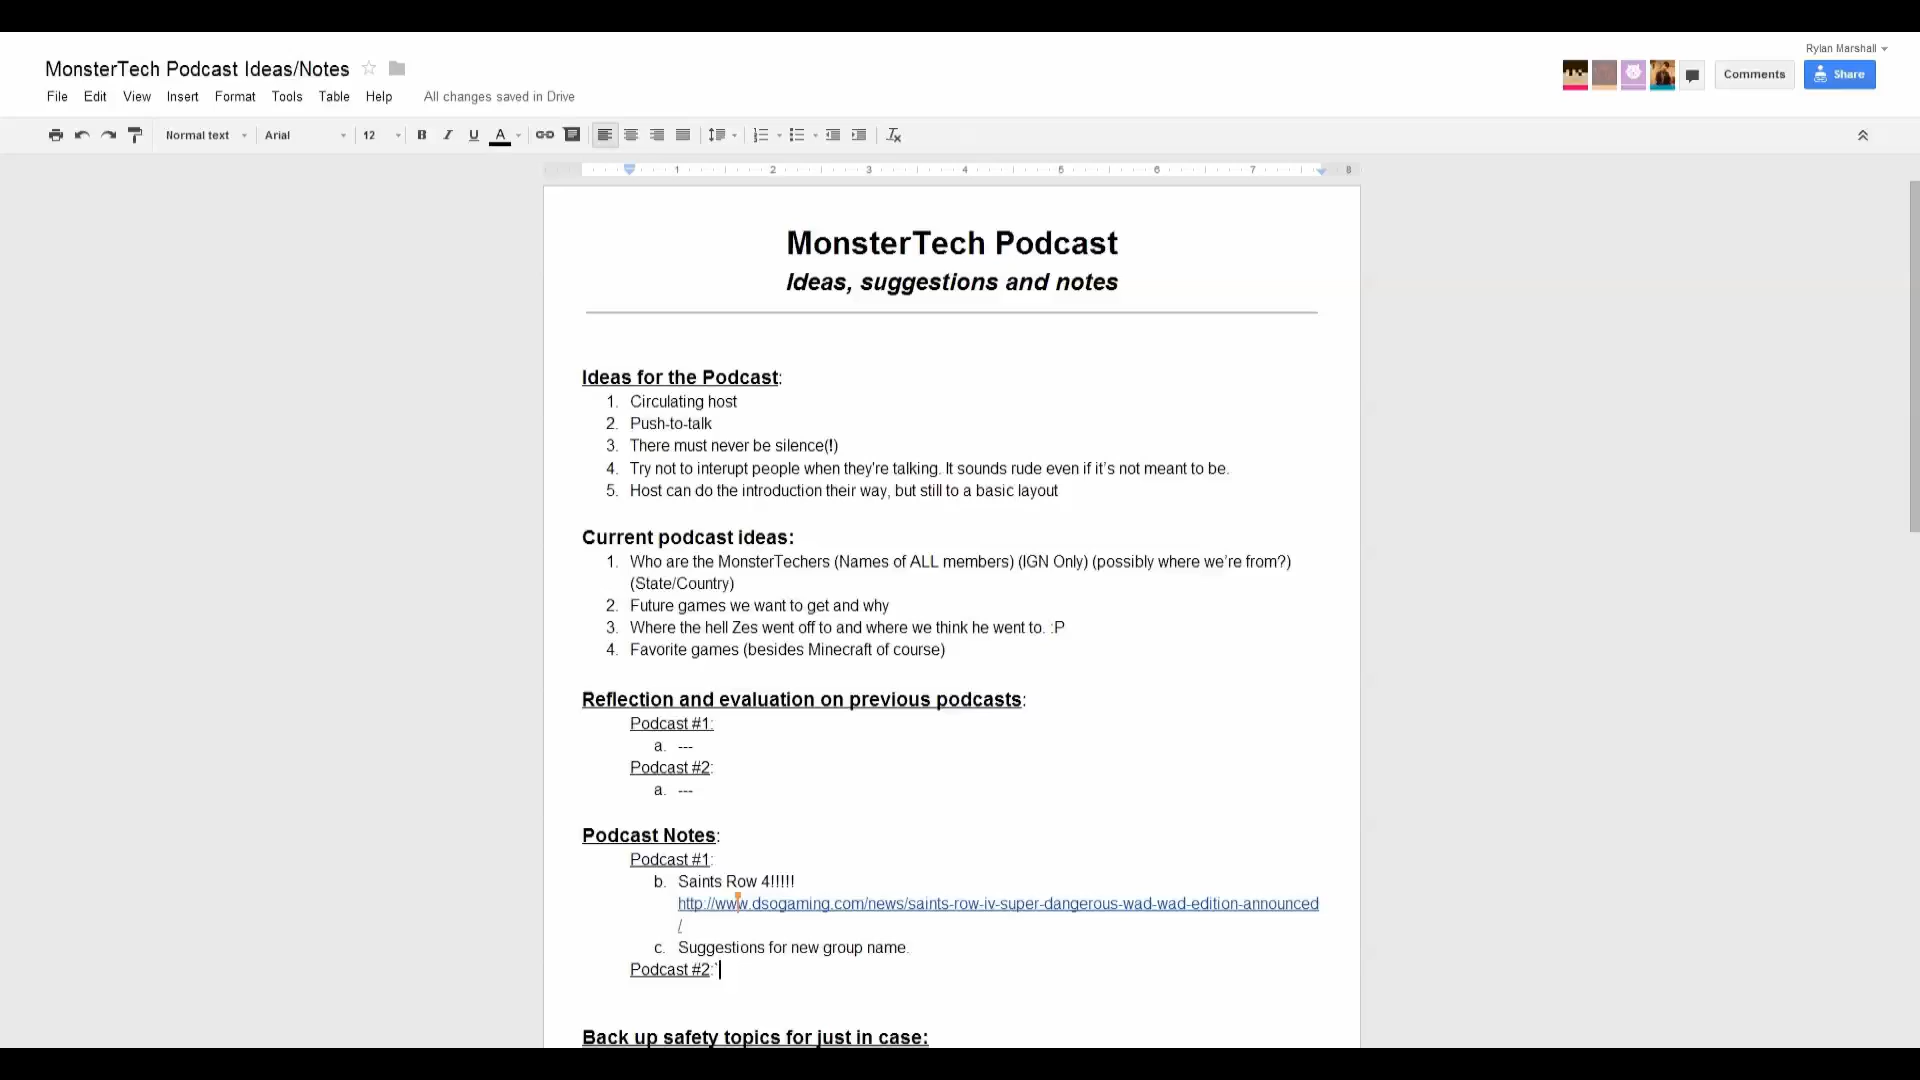 Rylan Marshall
MonsterTech Podcast Ideas/Notes
Comments
Share
File Edit View Insert Format Tools Table Help All changes saved in Drive
Normal text Arial 12 B I U A
1 2 3 4 5 6 7 8
MonsterTech Podcast
Ideas, suggestions and notes
Ideas for the Podcast:
1. Circulating host
2. Push-to-talk
3. There must never be silence(!)
4. Try not to interupt people when they're talking. It sounds rude even if it’s not meant to be.
5. Host can do the introduction their way, but still to a basic layout
Current podcast ideas:
1. Who are the MonsterTechers (Names of ALL members) (IGN Only) (possibly where we’re from?)
(State/Country)
2. Future games we want to get and why
3. Where the hell Zes went off to and where we think he went to. :P
4. Favorite games (besides Minecraft of course)
Reflection and evaluation on previous podcasts:
Podcast #1:
a. ---
Podcast #2:
a. ---
Podcast Notes:
Podcast #1:
b. Saints Row 4!!!!!
http://www.dsogaming.com/news/saints-row-iv-super-dangerous-wad-wad-edition-announced
/
c. Suggestions for new group name.
Podcast #2:`
Back up safety topics for just in case: